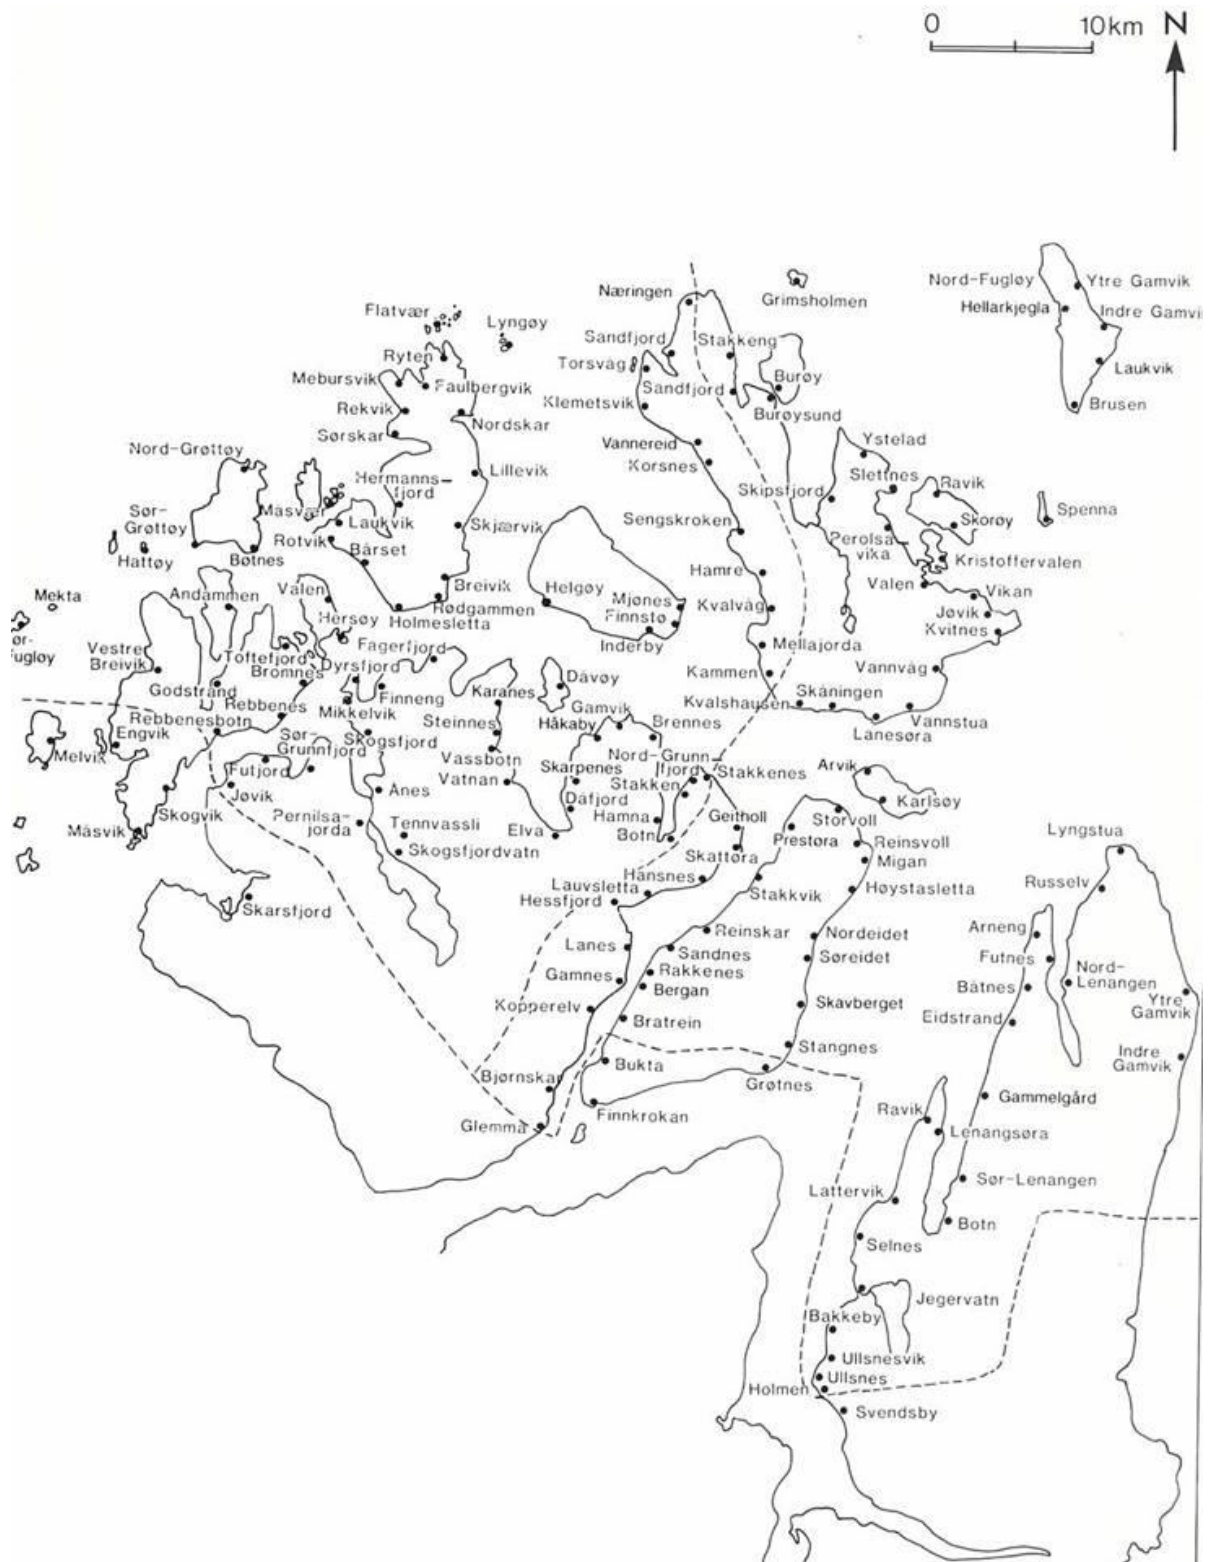 0 10km N
Nord-Fugløy
Ytre Gamvik
Hellarkjegla
Indre Gamvi
Laukvik
Brusen
Grimsholmen
Næringen
Flatvær
Lyngøy
Sandfjord
Stakkeng
Ryten
Torsvåg
Mebursvik
Faulbergvik
Sandfjord
Burøy
Rekvik
Klemetsvik
Burøysund
Sørskar
Nordskar
Nord-Grøttøy
Vannereid
Korsnes
Ystelad
Lillevik
Slettnes
Hermanns-
fjord
Skipsfjord
Ravik
Sør-
Grøttøy
Måsvær
Laukvik
Skjærvik
Sengskroken
Skorøy
Spenna
Rotvik
Bårset
Perolsa-
vika
Hattøy
Bøtnes
Kristoffervalen
Hamre
Valen
Andammen
Valen
Breivik
Helgøy
Mjønes
Vikan
Mekta
Rødgammen
Kvalvåg
Jøvik
Hersøy
Holmesletta
Finnstø
Kvitnes
ør-
Fugløy
Inderby
Mellajorda
Vestre
Breivik
Toftefjord
Fagerfjord
Bromnes
Dyrsfjord
Vannvåg
Godstrand
Finneng
Karanes
Dåvøy
Kammen
Skåningen
Rebbenes
Mikkelvik
Gamvik
Kvalshausen
Rebbenesbotn
Steinnes
Håkaby
Brennes
Vannstua
Engvik
Sør-
Grunnfjord
Skogsfjord
Lanesøra
Melvik
Vassbotn
Nord-Grunn-
fjord
Stakkenes
Årvik
Futjord
Vatnan
Skarpenes
Stakken
Jøvik
Ånes
Dåfjord
Karlsøy
Skogvik
Pernilsa-
jorda
Hamna
Geitholl
Storvoll
Måsvik
Tennvassli
Elva
Botn
Prestøra
Reinsvoll
Lyngstua
Skogsfjordvatn
Skattøra
Migan
Hansnes
Russelv
Lauvsletta
Stakkvik
Høystasletta
Hessfjord
Skarsfjord
Reinskar
Nordeidet
Arneng
Lanes
Sandnes
Søreidet
Futnes
Gamnes
Rakkenes
Nord-
Lenangen
Bergan
Båtnes
Ytre
Gamvik
Kopperelv
Skavberget
Bratrein
Eidstrand
Stangnes
Indre
Gamvik
Bukta
Bjørnskar
Grøtnes
Gammelgård
Finnkrokan
Ravik
Glemma
Lenangsøra
Sør-Lenangen
Lattervik
Botn
Selnes
Jegervatn
Bakkeby
Ullsnesvik
Ullsnes
Holmen
Svendsby